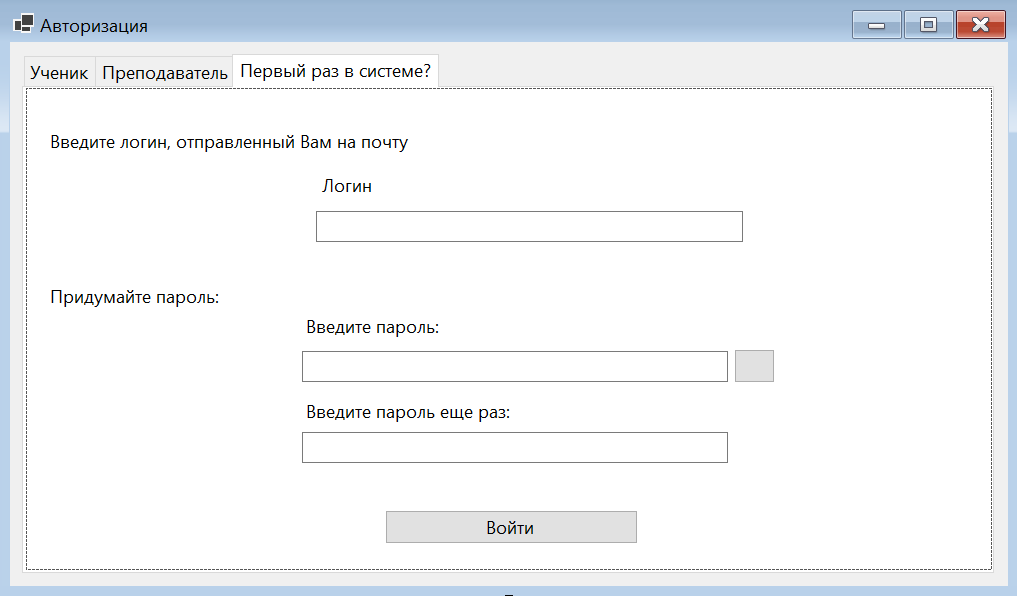 Авторизация
Ученик Преподаватель Первый раз в системе?
Введите логин, отправленный Вам на почту
Логин
Придумайте пароль:
Введите пароль:
Введите пароль еще раз:
Войти